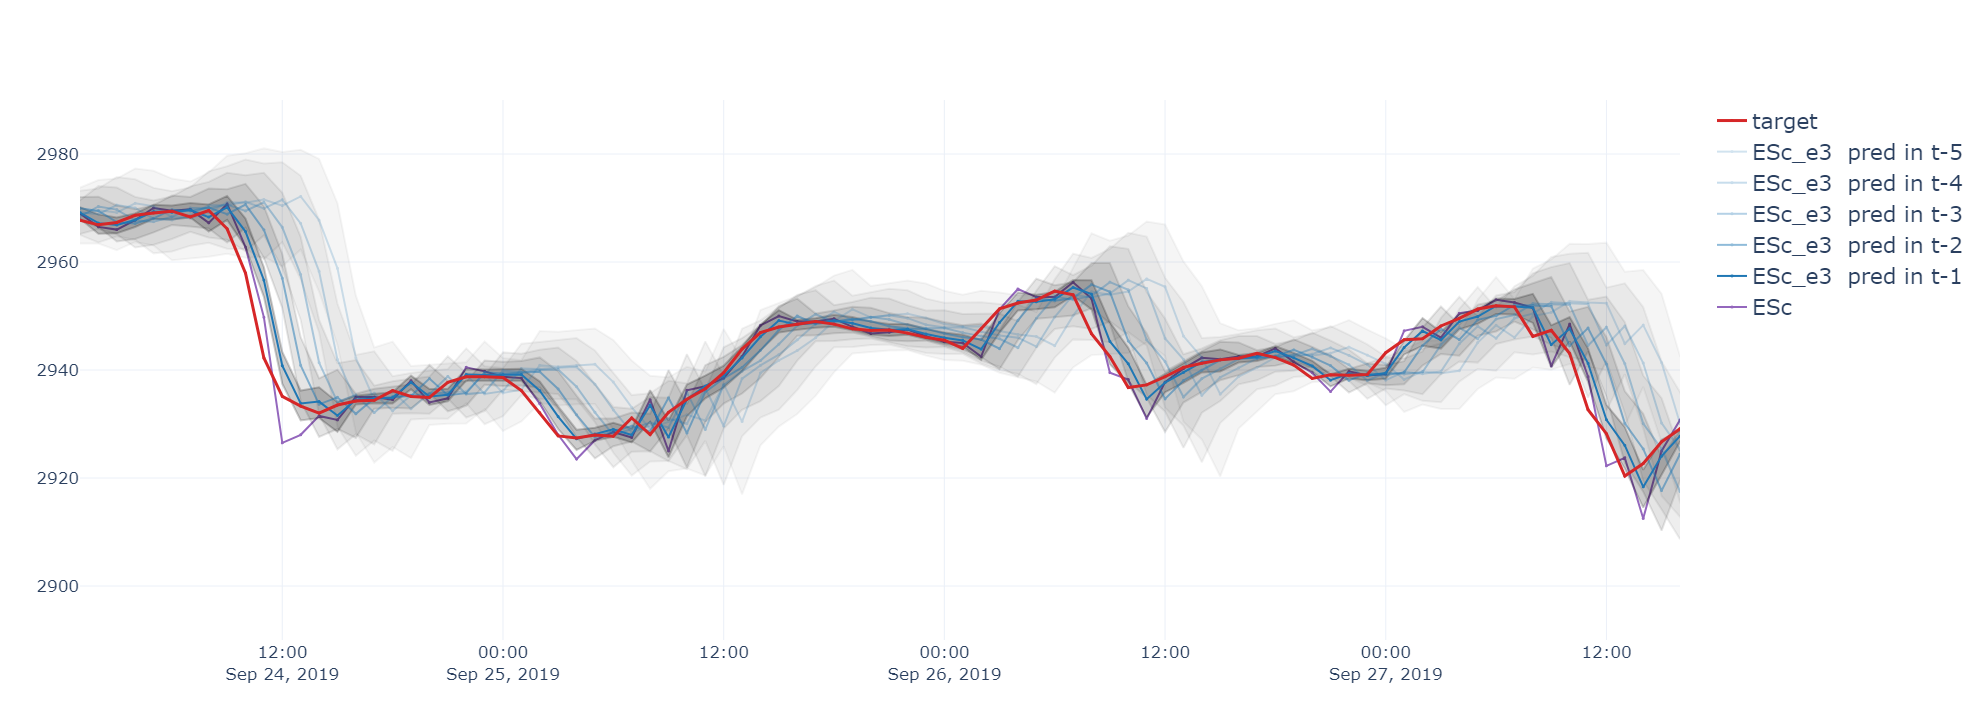 target
ESc_e3 pred in t-5
ESc_e3 pred in t-4
ESc_e3 pred in t-3
ESc_e3 pred in t-2
ESc_e3 pred in t-1
ESc
2980
2960
2940
2920
2900
12:00 00:00 12:00 00:00 12:00 00:00 12:00
Sep 24, 2019 Sep 25, 2019 Sep 26, 2019 Sep 27, 2019